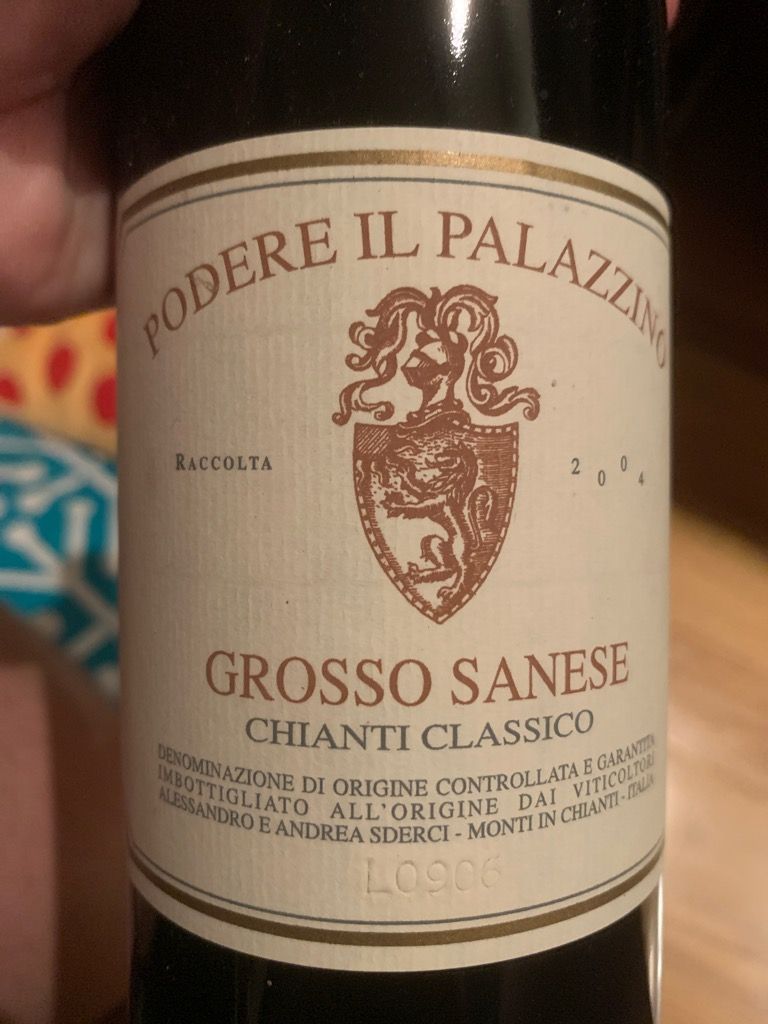 PODERE IL PALAZZINO
RACCOLTA 2004
GROSSO SANESE
CHIANTI CLASSICO
DENOMINAZIONE DI ORIGINE CONTROLLATA E GARANTITA
IMBOTTIGLIATO ALL'ORIGINE DAI VITICOLTORI
ALESSANDRO E ANDREA SDERCI - MONTI IN CHIANTI - ITALIA
L0906